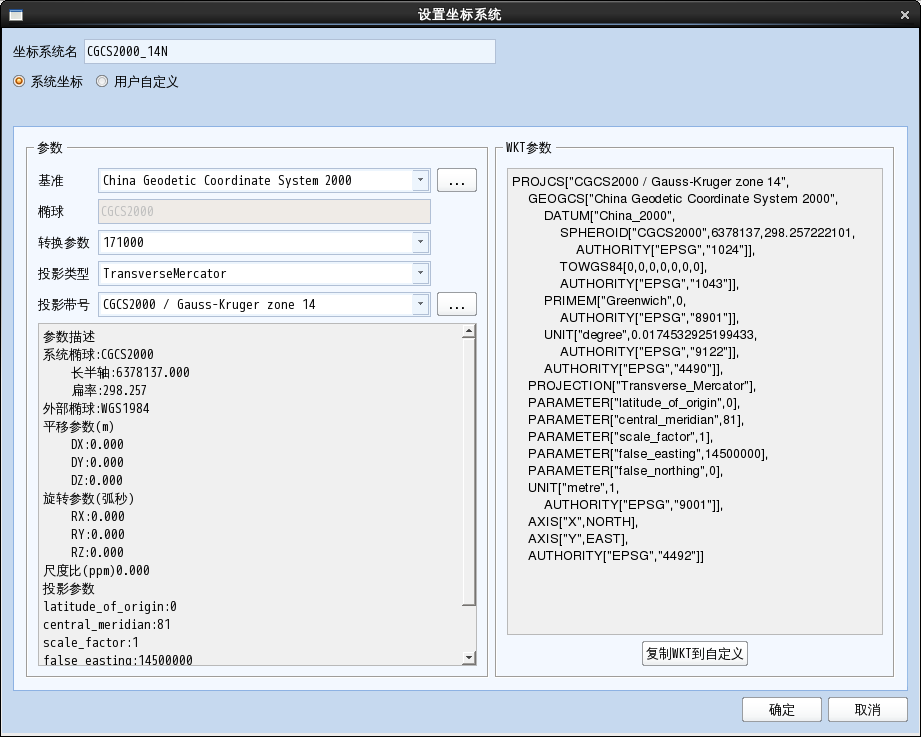 设置坐标系统
坐标系统名 CGCS2000_14N
系统坐标 用户自定义
参数
基准 China Geodetic Coordinate System 2000 ...
椭球 CGCS2000
转换参数 171000
投影类型 TransverseMercator
投影带号 CGCS2000 / Gauss-Kruger zone 14 ...
参数描述
系统椭球:CGCS2000
长半轴:6378137.000
扁率:298.257
外部椭球:WGS1984
平移参数(m)
DX:0.000
DY:0.000
DZ:0.000
旋转参数(弧秒)
RX:0.000
RY:0.000
RZ:0.000
尺度比(ppm)0.000
投影参数
latitude_of_origin:0
central_meridian:81
scale_factor:1
false_easting:14500000
WKT参数
PROJCS["CGCS2000 / Gauss-Kruger zone 14",
GEOGCS["China Geodetic Coordinate System 2000",
DATUM["China_2000",
SPHEROID["CGCS2000",6378137,298.257222101,
AUTHORITY["EPSG","1024"]],
TOWGS84[0,0,0,0,0,0,0],
AUTHORITY["EPSG","1043"]],
PRIMEM["Greenwich",0,
AUTHORITY["EPSG","8901"]],
UNIT["degree",0.0174532925199433,
AUTHORITY["EPSG","9122"]],
AUTHORITY["EPSG","4490"]],
PROJECTION["Transverse_Mercator"],
PARAMETER["latitude_of_origin",0],
PARAMETER["central_meridian",81],
PARAMETER["scale_factor",1],
PARAMETER["false_easting",14500000],
PARAMETER["false_northing",0],
UNIT["metre",1,
AUTHORITY["EPSG","9001"]],
AXIS["X",NORTH],
AXIS["Y",EAST],
AUTHORITY["EPSG","4492"]]
复制WKT到自定义
确定 取消